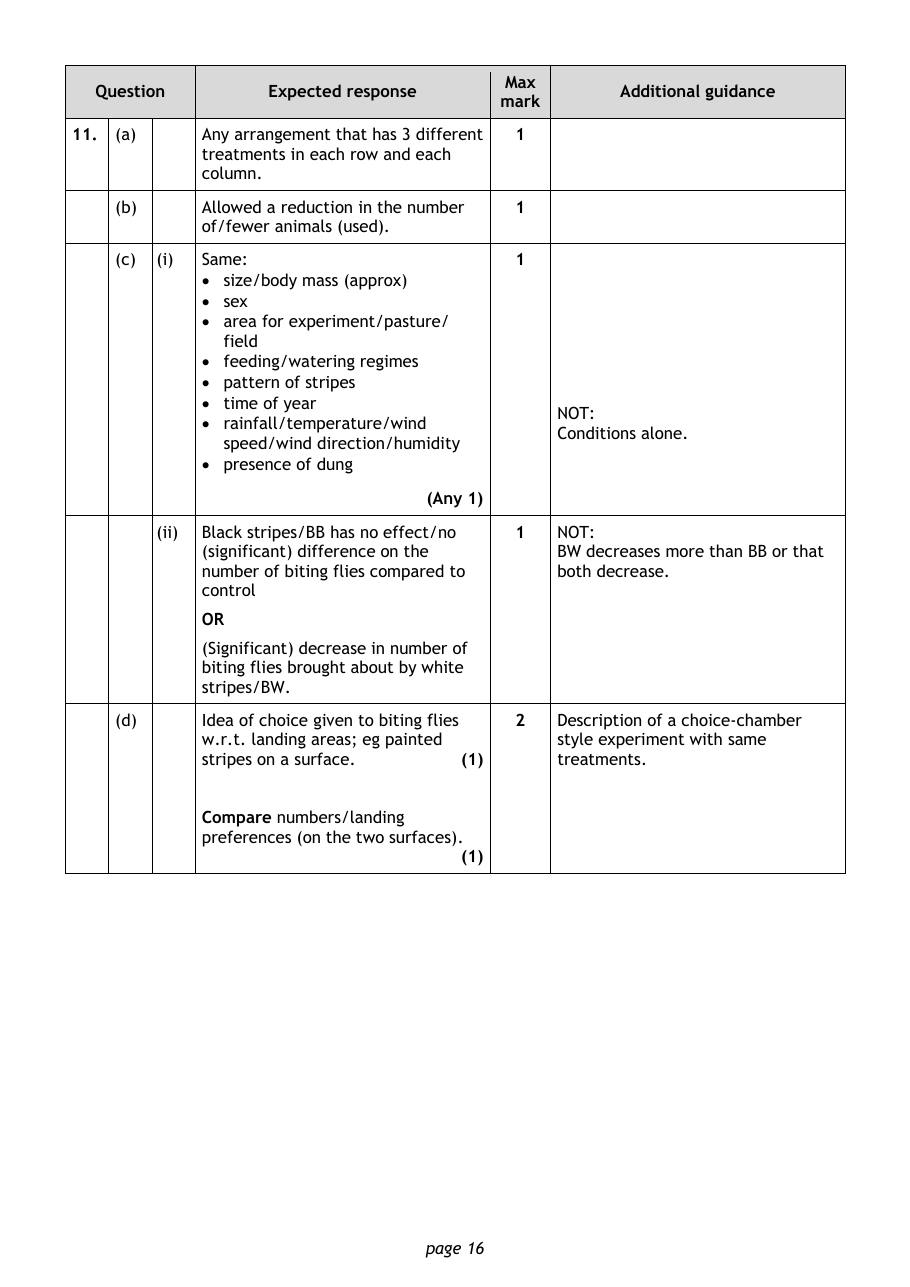 Question Expected response Max mark Additional guidance
11. (a) Any arrangement that has 3 different 1
treatments in each row and each
column.
(b) Allowed a reduction in the number 1
of/fewer animals (used).
(c) (i) Same: 1
• size/body mass (approx)
• sex
• area for experiment/pasture/
field
• feeding/watering regimes
• pattern of stripes
• time of year
• rainfall/temperature/wind
speed/wind direction/humidity
• presence of dung
(Any 1)
NOT:
Conditions alone.
(ii) Black stripes/BB has no effect/no 1
(significant) difference on the
number of biting flies compared to
control
OR
(Significant) decrease in number of
biting flies brought about by white
stripes/BW.
NOT:
BW decreases more than BB or that
both decrease.
(d) Idea of choice given to biting flies 2
w.r.t. landing areas; eg painted
stripes on a surface. (1)
Compare numbers/landing
preferences (on the two surfaces).
(1)
Description of a choice-chamber
style experiment with same
treatments.
page 16